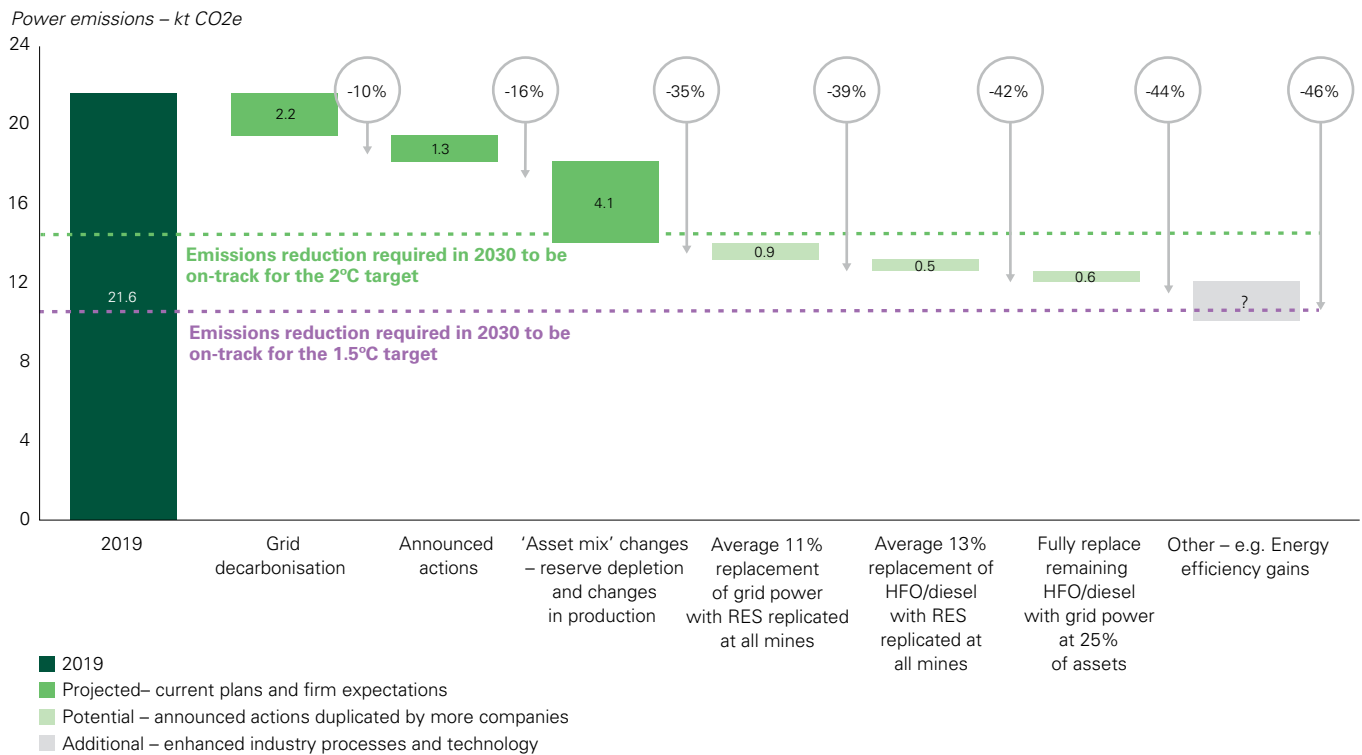 Power emissions – kt CO2e
24
20
16
12
8
4
0
-10%
-16%
-35%
-39%
-42%
-44%
-46%
2.2
1.3
4.1
0.9
0.5
0.6
?
21.6
Emissions reduction required in 2030 to be
on-track for the 2ºC target
Emissions reduction required in 2030 to be
on-track for the 1.5ºC target
2019
Grid
decarbonisation
Announced
actions
‘Asset mix’ changes
– reserve depletion
and changes
in production
Average 11%
replacement
of grid power
with RES replicated
at all mines
Average 13%
replacement of
HFO/diesel
with RES
replicated at
all mines
Fully replace
remaining
HFO/diesel
with grid power
at 25%
of assets
Other – e.g. Energy
efficiency gains
2019
Projected– current plans and firm expectations
Potential – announced actions duplicated by more companies
Additional – enhanced industry processes and technology